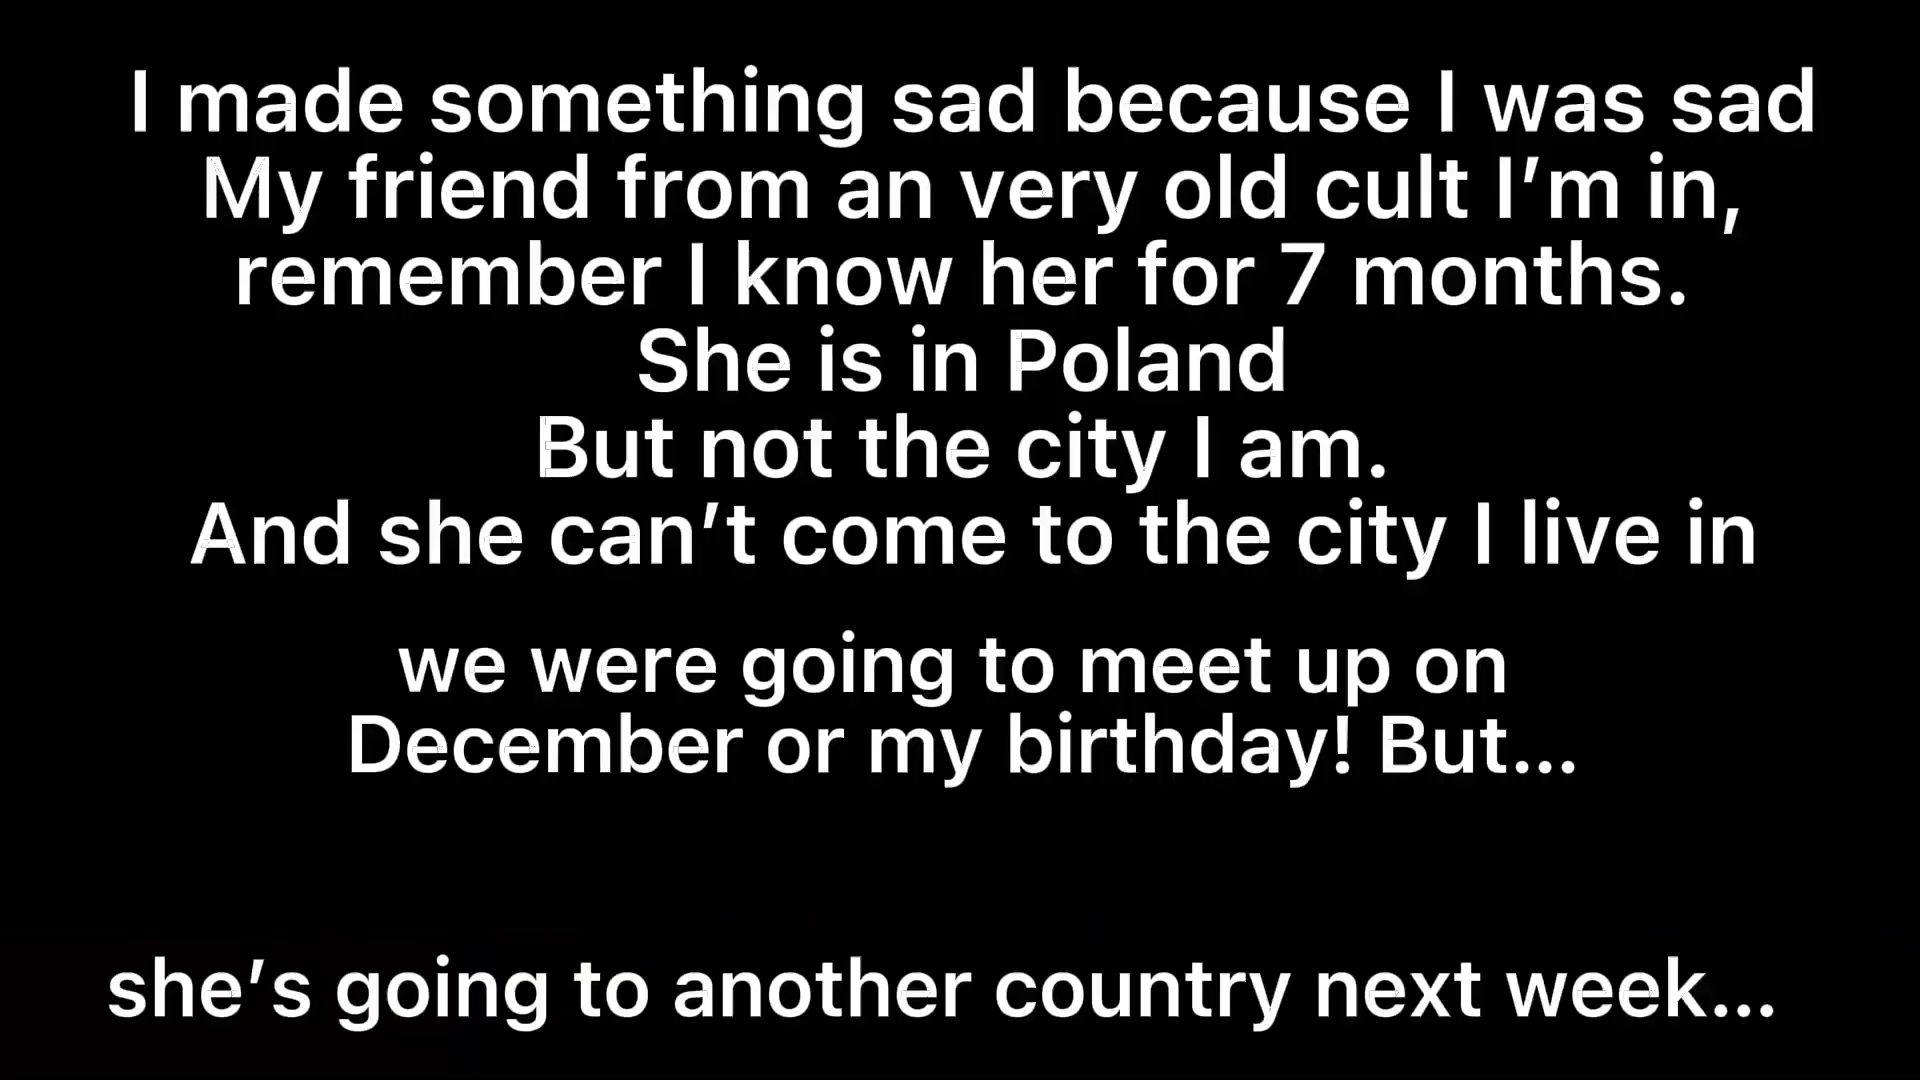 I made something sad because I was sad
My friend from an very old cult I’m in,
remember I know her for 7 months.
She is in Poland
But not the city I am.
And she can’t come to the city I live in
we were going to meet up on
December or my birthday! But...
she’s going to another country next week...